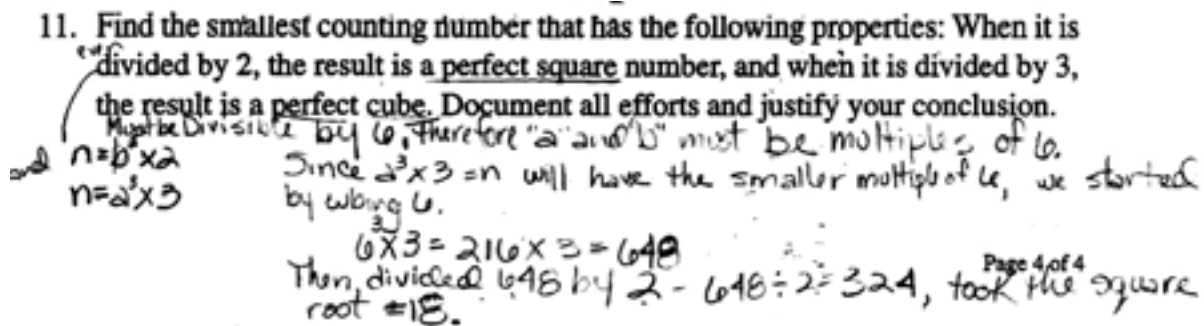 11. Find the smallest counting number that has the following properties: When it is
divided by 2, the result is a perfect square number, and when it is divided by 3,
the result is a perfect cube. Document all efforts and justify your conclusion.
Must be Divisible by 6, Therefore "a" and "b" must be multiples of 6.
and n=b²x2
n=a³x3
Since a³x3=n will have the smaller multiple of 6, we started
by cubing 6.
6³x3=216x3=648
Page 4 of 4
Then, divided 648 by 2 - 648÷2=324, took the square
root =18.